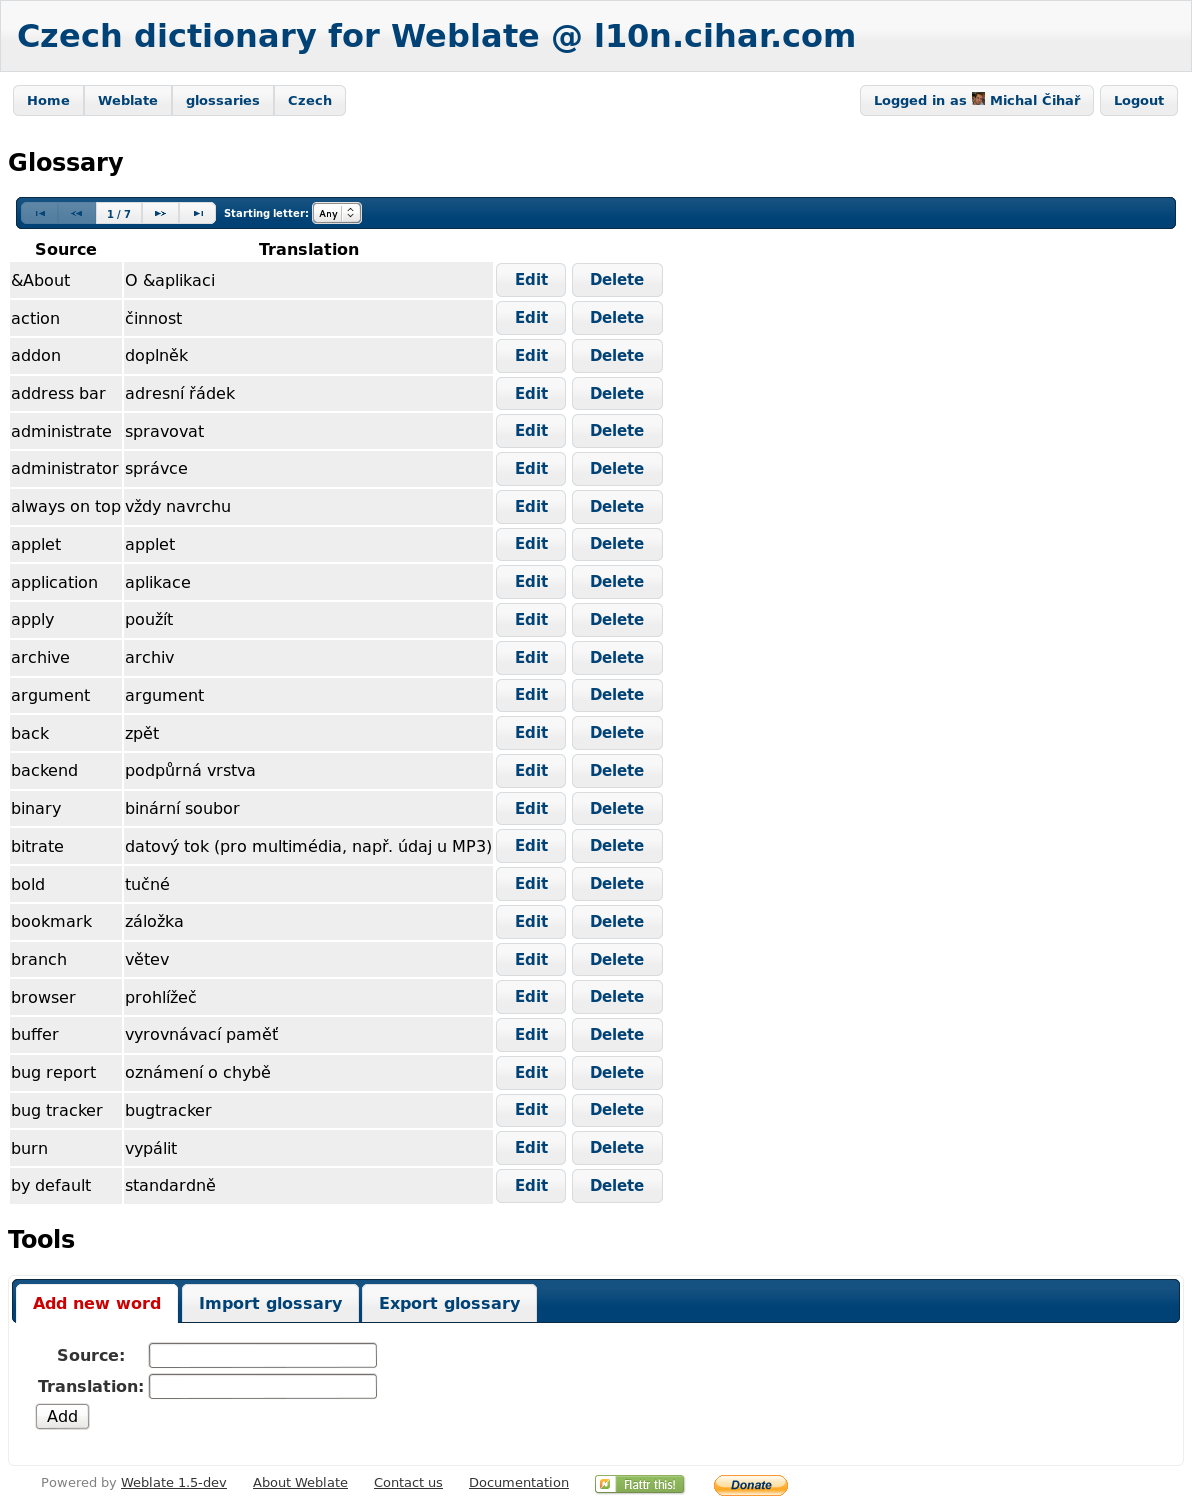 Czech dictionary for Weblate @ l10n.cihar.com
Home Weblate glossaries Czech Logged in as Michal Čihař Logout
Glossary
1 / 7 Starting letter: Any
Source Translation
&About O &aplikaci Edit Delete
action činnost Edit Delete
addon doplněk Edit Delete
address bar adresní řádek Edit Delete
administrate spravovat Edit Delete
administrator správce Edit Delete
always on top vždy navrchu Edit Delete
applet applet Edit Delete
application aplikace Edit Delete
apply použít Edit Delete
archive archiv Edit Delete
argument argument Edit Delete
back zpět Edit Delete
backend podpůrná vrstva Edit Delete
binary binární soubor Edit Delete
bitrate datový tok (pro multimédia, např. údaj u MP3) Edit Delete
bold tučné Edit Delete
bookmark záložka Edit Delete
branch větev Edit Delete
browser prohlížeč Edit Delete
buffer vyrovnávací paměť Edit Delete
bug report oznámení o chybě Edit Delete
bug tracker bugtracker Edit Delete
burn vypálit Edit Delete
by default standardně Edit Delete
Tools
Add new word Import glossary Export glossary
Source:
Translation:
Add
Powered by Weblate 1.5-dev About Weblate Contact us Documentation Flattr this! Donate